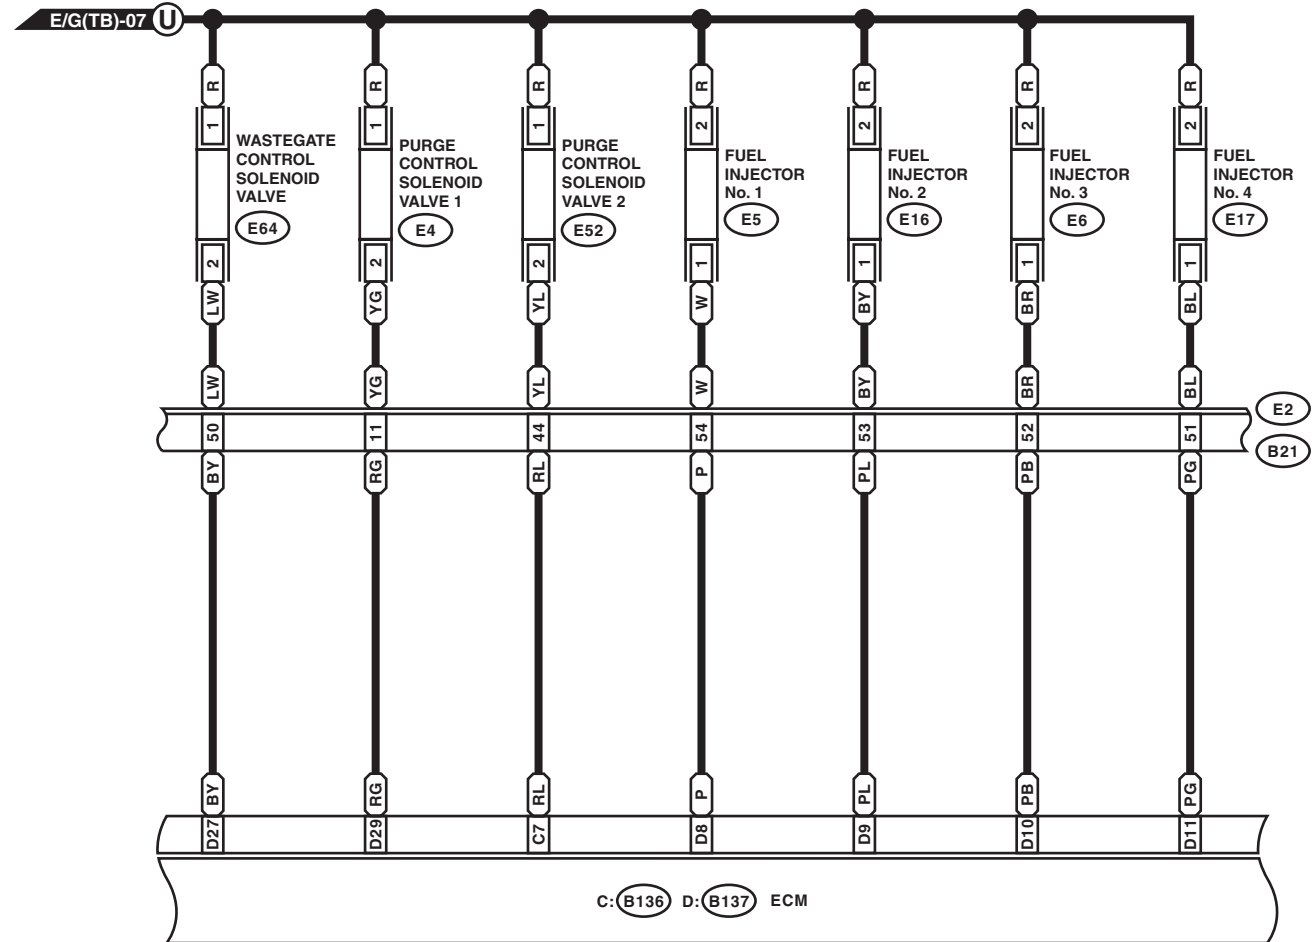 E/G(TB)-07 U
R R R R R R R
1 1 1 2 2 2 2
WASTEGATE
CONTROL
SOLENOID
VALVE
E64
PURGE
CONTROL
SOLENOID
VALVE 1
E4
PURGE
CONTROL
SOLENOID
VALVE 2
E52
FUEL
INJECTOR
No. 1
E5
FUEL
INJECTOR
No. 2
E16
FUEL
INJECTOR
No. 3
E6
FUEL
INJECTOR
No. 4
E17
2 2 2 1 1 1 1
LW YG YL W BY BR BL
LW YG YL W BY BR BL
E2
50 11 44 54 53 52 51
B21
BY RG RL P PL PB PG
BY RG RL P PL PB PG
D27 D29 C7 D8 D9 D10 D11
C: B136 D: B137 ECM